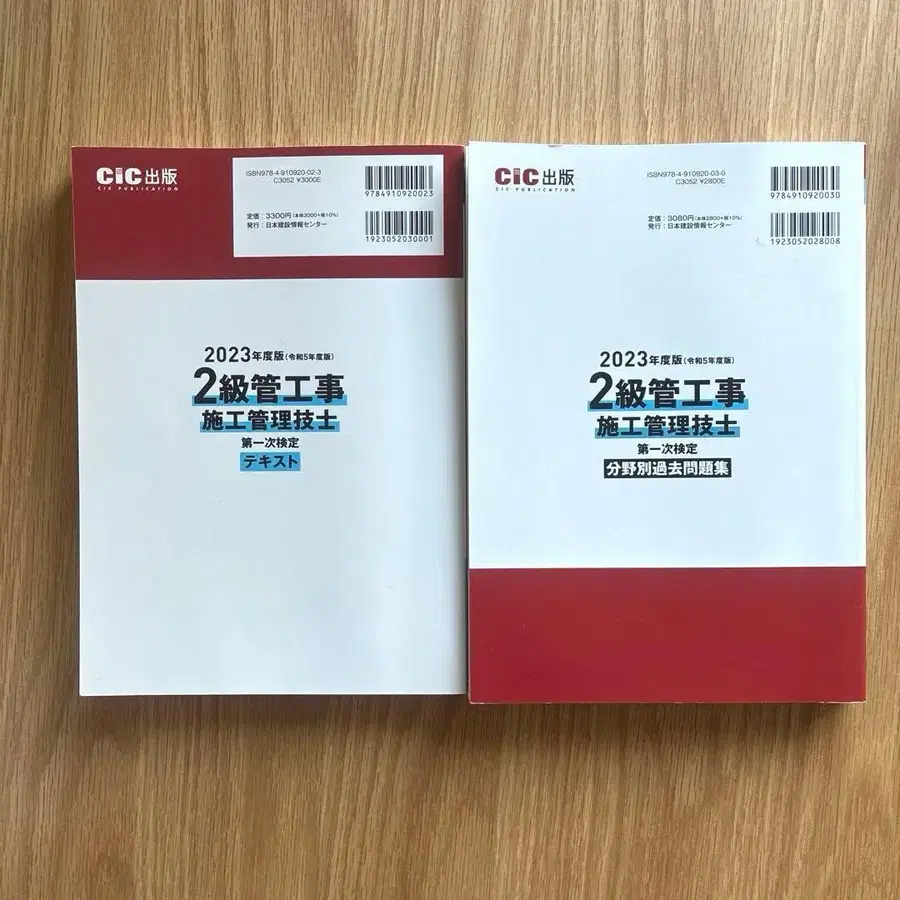 CIC出版
CIC PUBLICATION
ISBN978-4-910920-02-3
C3052 ¥3000E
定価:3300円(本体3000+税10%)
発行:日本建設情報センター
9784910920023
1923052030001
2023年度版(令和5年度版)
2級管工事
施工管理技士
第一次検定
テキスト
CIC出版
CIC PUBLICATION
ISBN978-4-910920-03-0
C3052 ¥2800E
定価:3080円(本体2800+税10%)
発行:日本建設情報センター
9784910920030
1923052028008
2023年度版(令和5年度版)
2級管工事
施工管理技士
第一次検定
分野別過去問題集